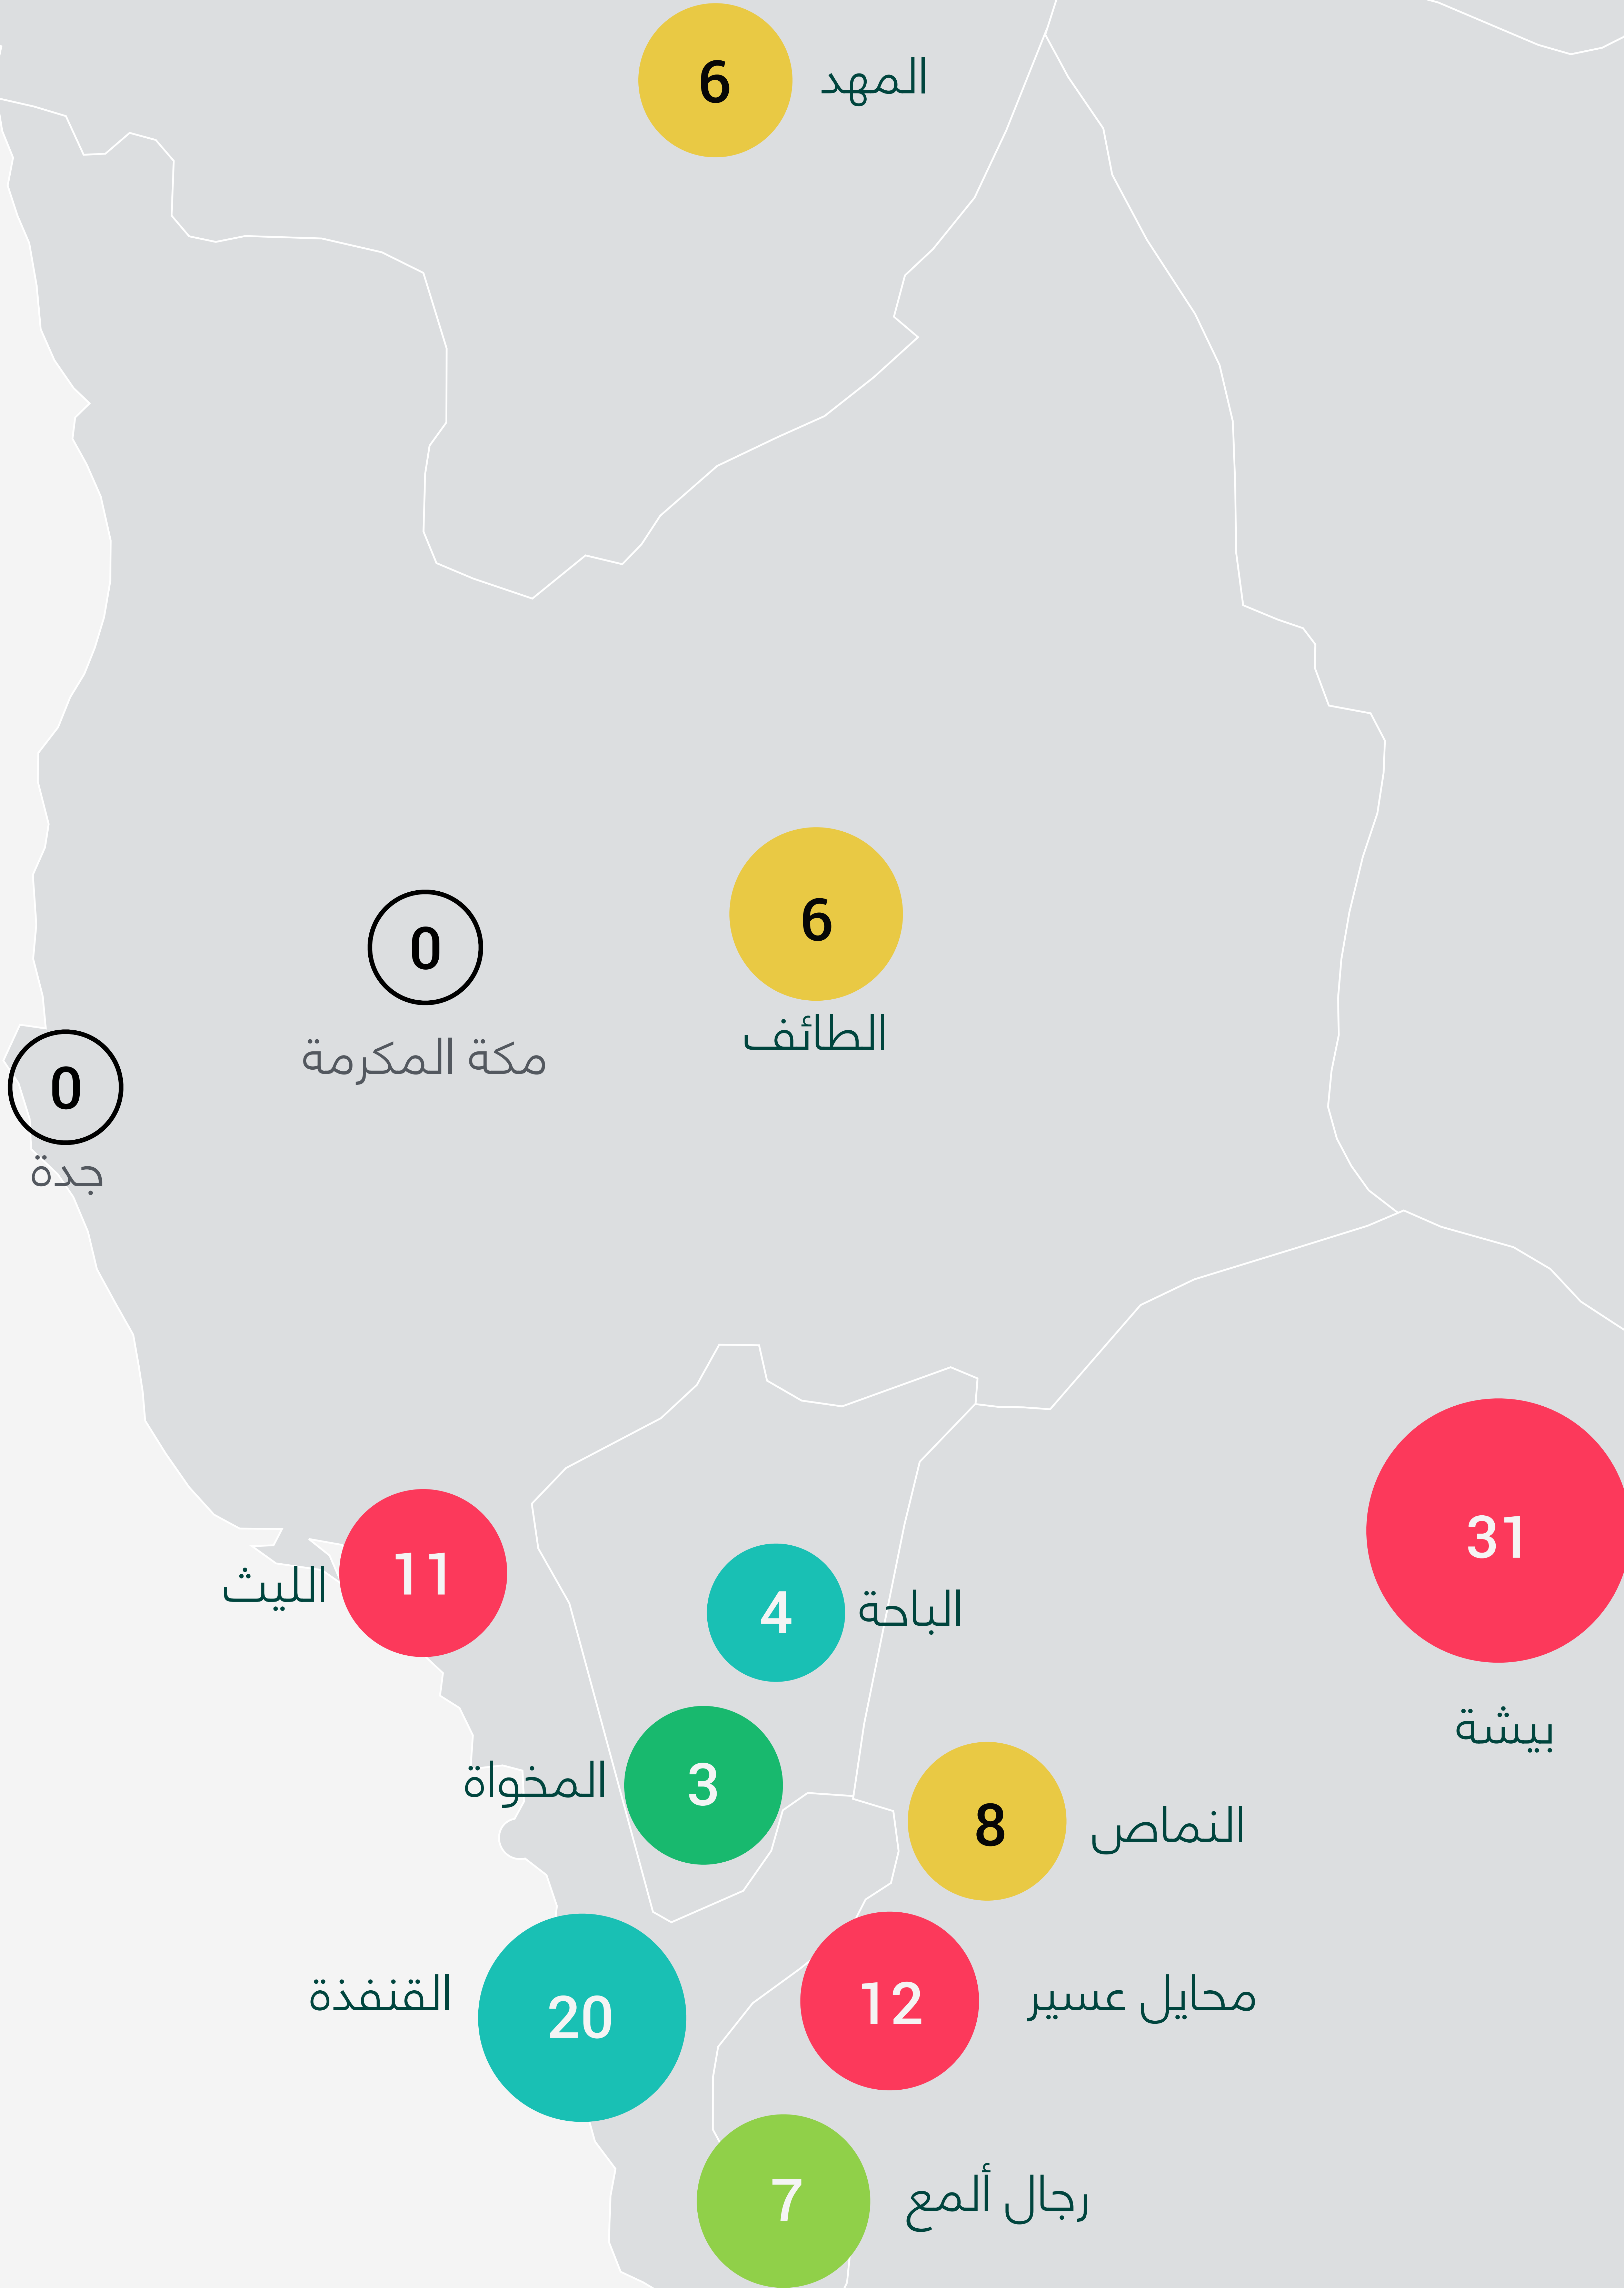 6
المهد
6
الطائف
0
مكة المكرمة
0
جدة
31
بيشة
11
الليث
4
الباحة
3
المخواة
8
النماص
12
محايل عسير
20
القنفذة
7
رجال ألمع